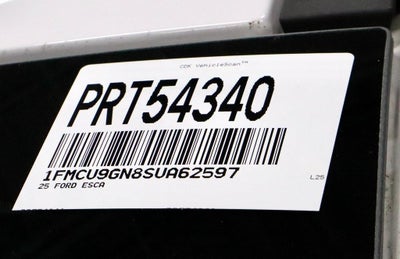 CDK VehicleScan™
PRT54340
1FMCU9GN8SUA62597
25 FORD ESCA
L25